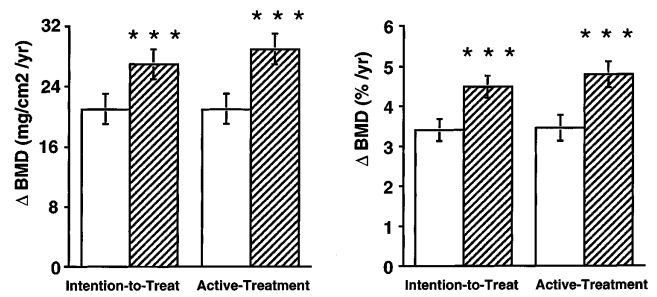 * * *
* * *
Δ BMD (mg/cm2 /yr)
32
24
16
8
0
Intention-to-Treat Active-Treatment
* * *
* * *
Δ BMD (% /yr)
6
5
4
3
2
1
0
Intention-to-Treat Active-Treatment